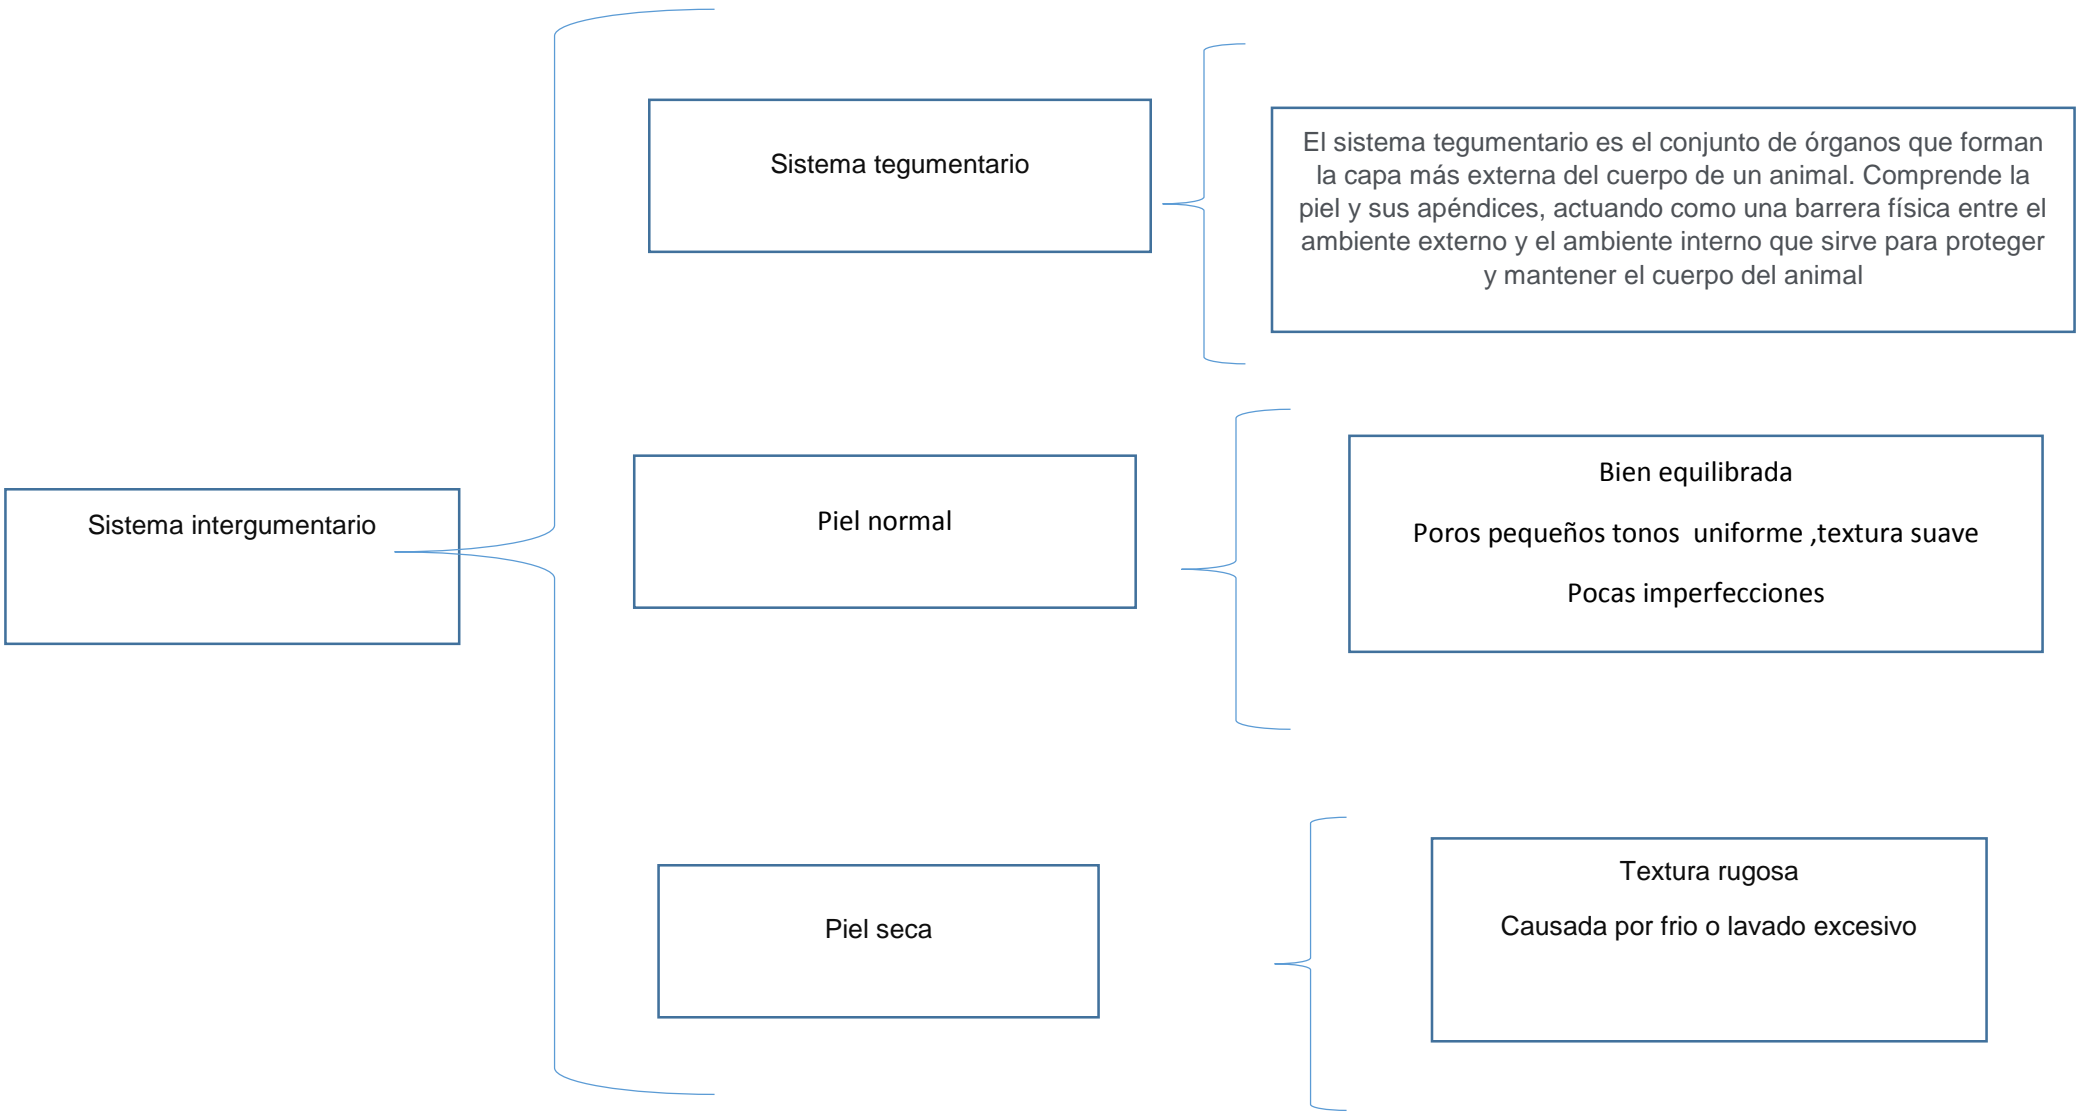 Sistema intergumentario
Sistema tegumentario
El sistema tegumentario es el conjunto de órganos que forman
la capa más externa del cuerpo de un animal. Comprende la
piel y sus apéndices, actuando como una barrera física entre el
ambiente externo y el ambiente interno que sirve para proteger
y mantener el cuerpo del animal
Piel normal
Bien equilibrada
Poros pequeños tonos  uniforme ,textura suave
Pocas imperfecciones
Piel seca
Textura rugosa
Causada por frio o lavado excesivo